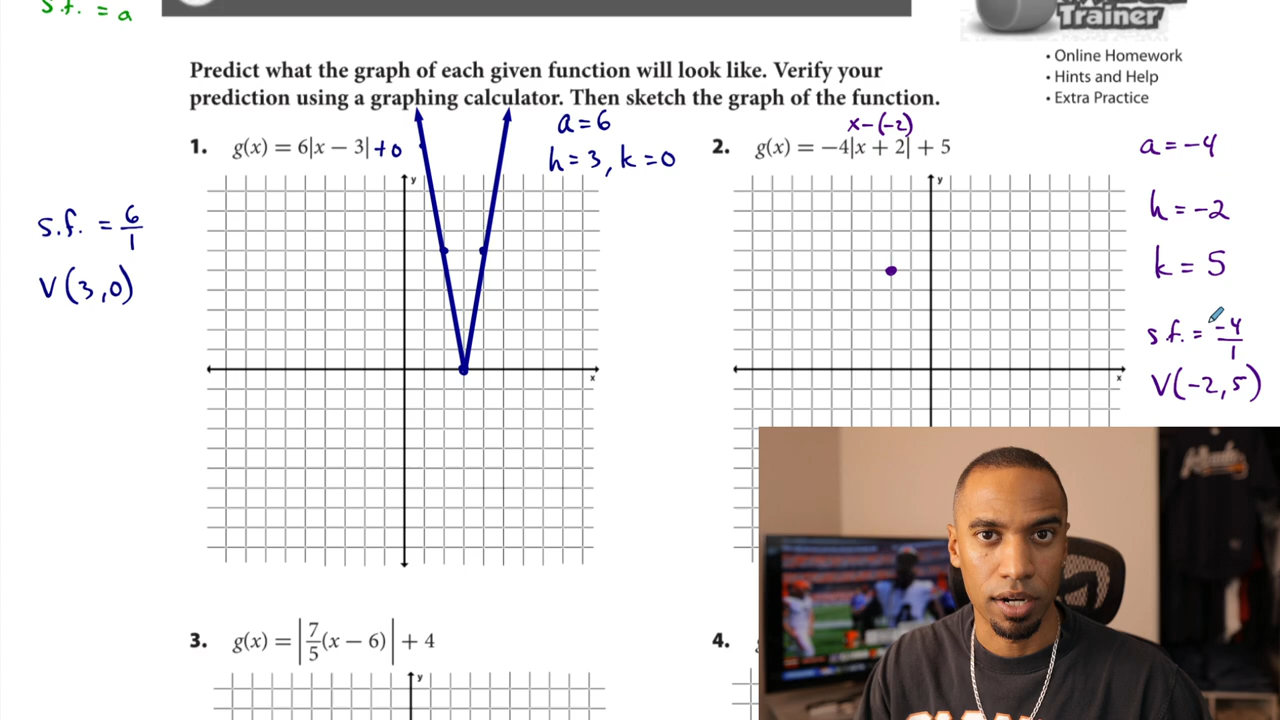 s.f. = a
Trainer
• Online Homework
• Hints and Help
• Extra Practice
Predict what the graph of each given function will look like. Verify your
prediction using a graphing calculator. Then sketch the graph of the function.
a = 6
h = 3, k = 0
1. g(x) = 6|x − 3| + 0
s.f. = 6/1
V(3,0)
y
x
x-(-2)
2. g(x) = −4|x + 2| + 5
a = -4
h = -2
k = 5
s.f. = -4/1
V(-2, 5)
y
x
3. g(x) = |7/5(x − 6)| + 4
y
4.